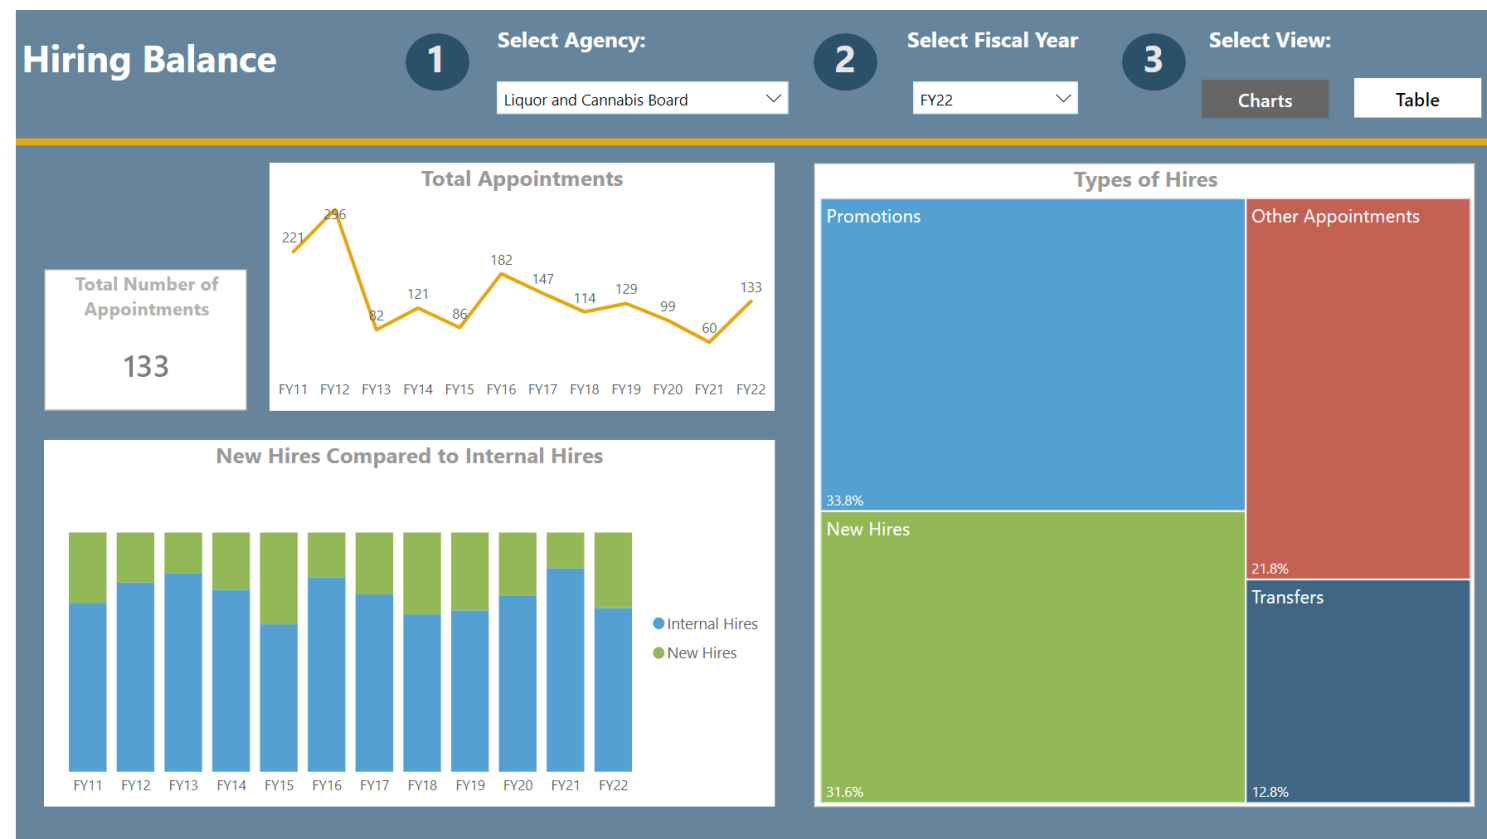 Hiring Balance
1
Select Agency:
Liquor and Cannabis Board
2
Select Fiscal Year
FY22
3
Select View:
Charts
Table
Total Number of
Appointments
133
Total Appointments
221
296
82
121
86
182
147
114
129
99
60
133
FY11 FY12 FY13 FY14 FY15 FY16 FY17 FY18 FY19 FY20 FY21 FY22
New Hires Compared to Internal Hires
Internal Hires
New Hires
FY11 FY12 FY13 FY14 FY15 FY16 FY17 FY18 FY19 FY20 FY21 FY22
Types of Hires
Promotions
33.8%
New Hires
31.6%
Other Appointments
21.8%
Transfers
12.8%